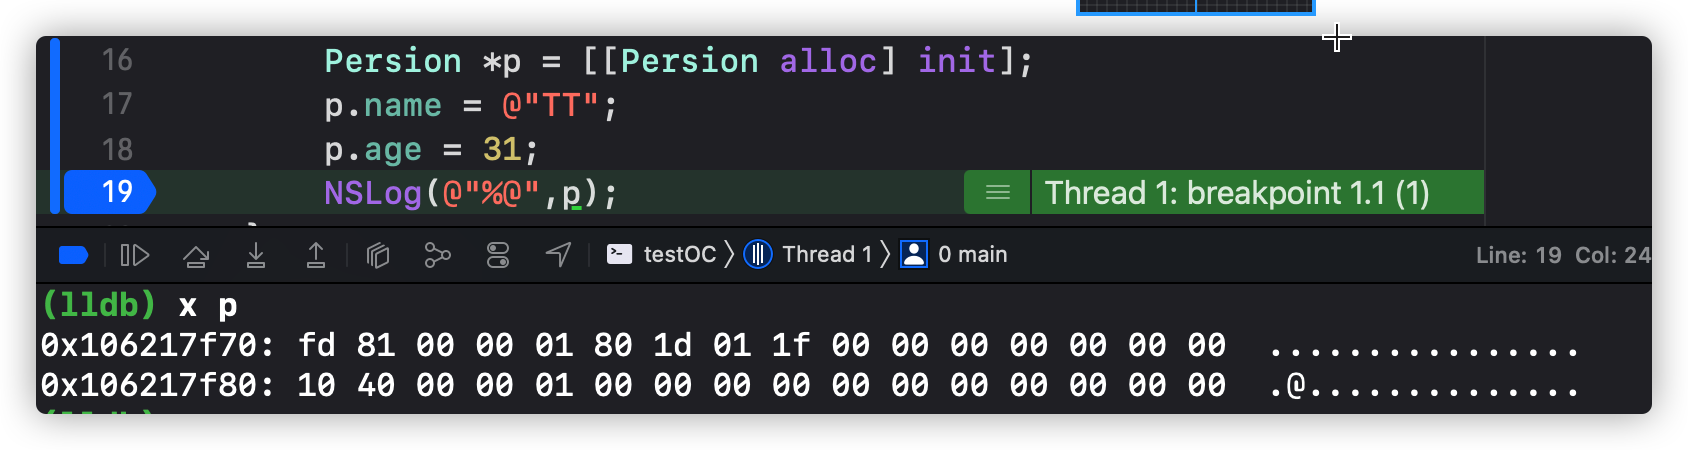 16 Persion *p = [[Persion alloc] init];
17 p.name = @"TT";
18 p.age = 31;
19 NSLog(@"%@",p); Thread 1: breakpoint 1.1 (1)
testOC Thread 1 0 main Line: 19 Col: 24
(lldb) x p
0x106217f70: fd 81 00 00 01 80 1d 01 1f 00 00 00 00 00 00 00 ................
0x106217f80: 10 40 00 00 01 00 00 00 00 00 00 00 00 00 00 00 .@..............